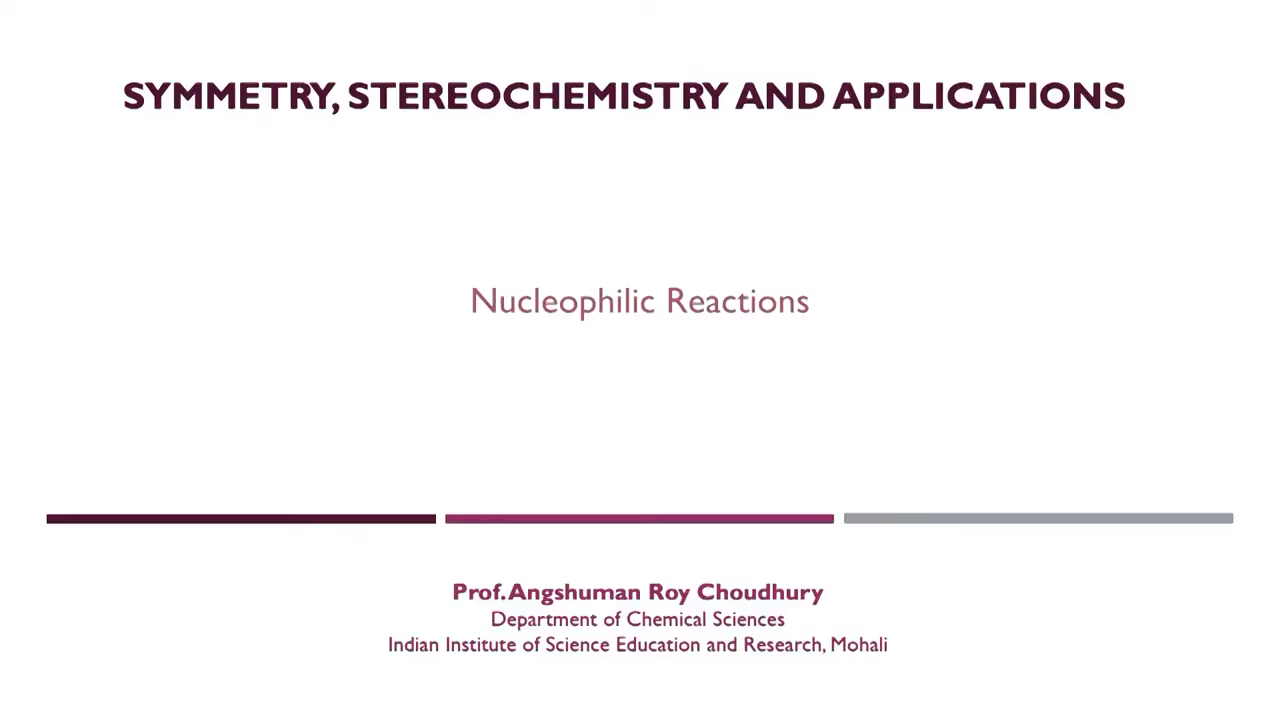 SYMMETRY, STEREOCHEMISTRY AND APPLICATIONS
Nucleophilic Reactions
Prof. Angshuman Roy Choudhury
Department of Chemical Sciences
Indian Institute of Science Education and Research, Mohali